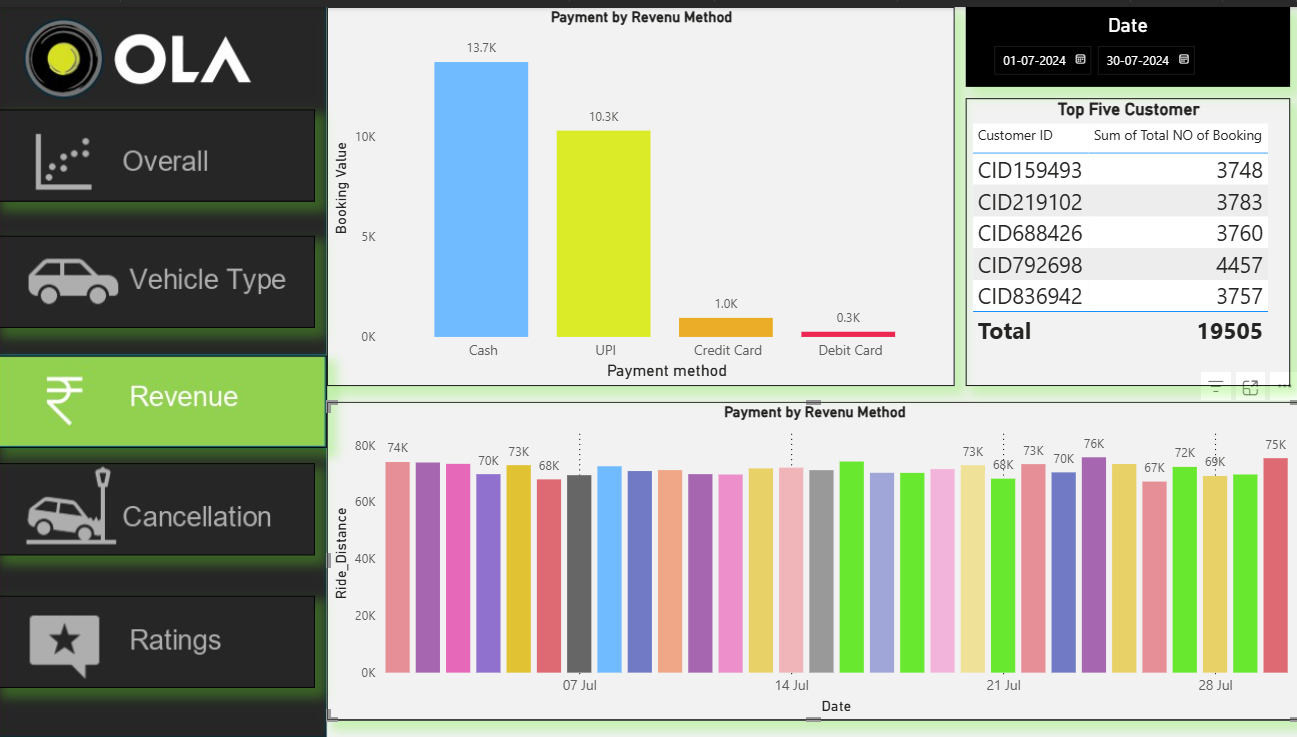 OLA
Overall
Vehicle Type
Revenue
Cancellation
Ratings
Payment by Revenu Method
Booking Value
10K
5K
0K
13.7K
10.3K
1.0K
0.3K
Cash UPI Credit Card Debit Card
Payment method
Date
01-07-2024 30-07-2024
Top Five Customer
Customer ID Sum of Total NO of Booking
CID159493 3748
CID219102 3783
CID688426 3760
CID792698 4457
CID836942 3757
Total 19505
Payment by Revenu Method
Ride_Distance
80K
60K
40K
20K
0K
74K 70K 73K 68K 73K 68K 73K 70K 76K 67K 72K 69K 75K
07 Jul 14 Jul 21 Jul 28 Jul
Date